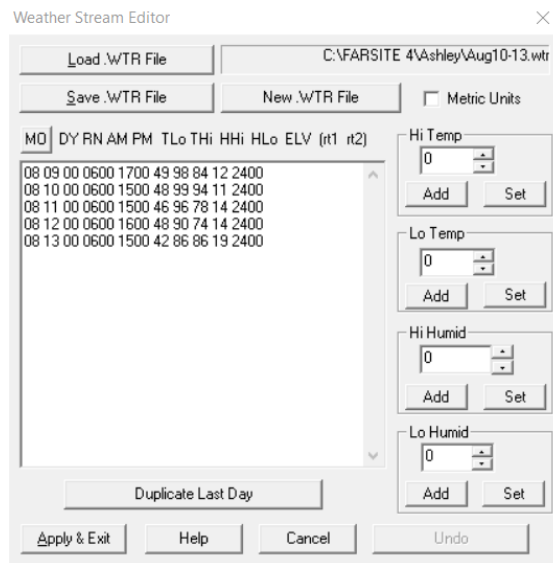 Weather Stream Editor
Load .WTR File
C:\FARSITE 4\Ashley\Aug10-13.wtr
Save .WTR File
New .WTR File
Metric Units
MO DY RN AM PM TLo THi HHi HLo ELV (rt1 rt2)
08 09 00 0600 1700 49 98 84 12 2400
08 10 00 0600 1500 48 99 94 11 2400
08 11 00 0600 1500 46 96 78 14 2400
08 12 00 0600 1600 48 90 74 14 2400
08 13 00 0600 1500 42 86 86 19 2400
Hi Temp
0
Add Set
Lo Temp
0
Add Set
Hi Humid
0
Add Set
Lo Humid
0
Add Set
Duplicate Last Day
Apply & Exit
Help
Cancel
Undo